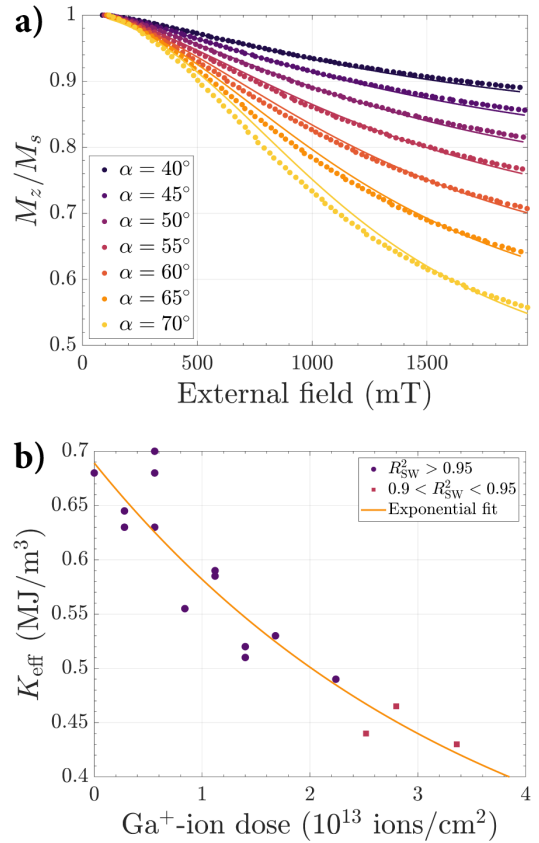 a)
1
0.9
0.8
0.7
0.6
0.5
M_z/M_s
α = 40°
α = 45°
α = 50°
α = 55°
α = 60°
α = 65°
α = 70°
0 500 1000 1500
External field (mT)
b)
0.7
0.65
0.6
0.55
0.5
0.45
0.4
K_eff (MJ/m³)
R²_SW > 0.95
0.9 < R²_SW < 0.95
Exponential fit
0 1 2 3 4
Ga⁺-ion dose (10¹³ ions/cm²)